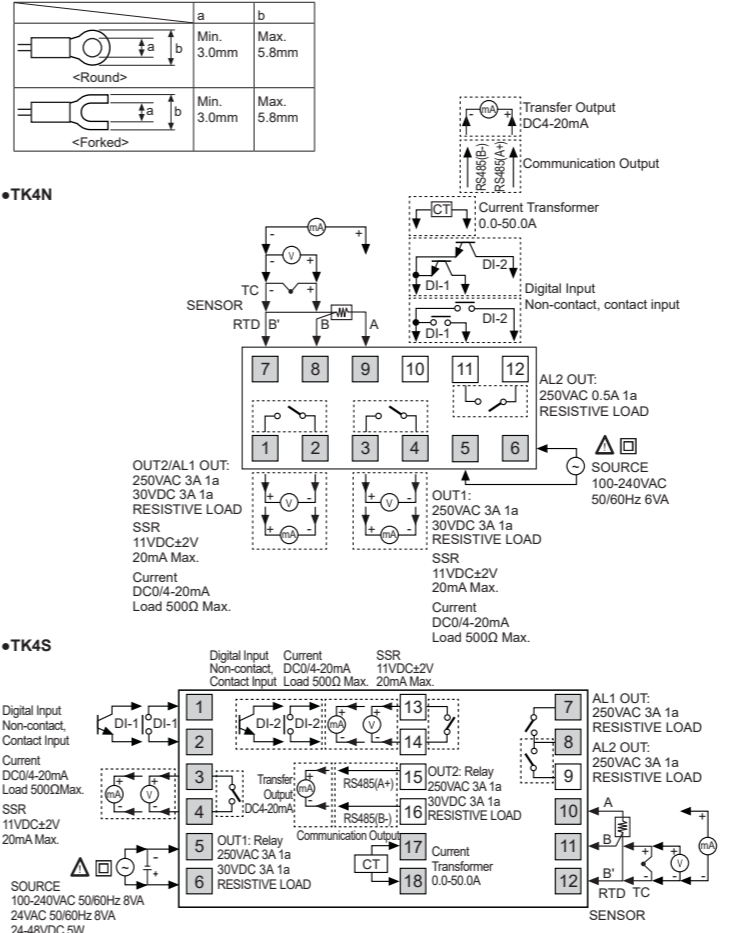 a b
Min.
3.0mm
Max.
5.8mm
a
b
<Round>
Min.
3.0mm
Max.
5.8mm
a
b
<Forked>
- mA +
Transfer Output
DC4-20mA
RS485(B-)
RS485(A+)
Communication Output
●TK4N
CT
Current Transformer
0.0-50.0A
- mA +
- V +
TC - +
SENSOR
RTD B' B A
DI-2
DI-1
DI-2
DI-1
Digital Input
Non-contact, contact input
7 8 9 10 11 12
AL2 OUT:
250VAC 0.5A 1a
RESISTIVE LOAD
1 2 3 4 5 6
SOURCE
100-240VAC
50/60Hz 6VA
OUT2/AL1 OUT:
250VAC 3A 1a
30VDC 3A 1a
RESISTIVE LOAD
SSR
11VDC±2V
20mA Max.
Current
DC0/4-20mA
Load 500Ω Max.
+ V -
+ mA -
+ V -
+ mA -
OUT1:
250VAC 3A 1a
30VDC 3A 1a
RESISTIVE LOAD
SSR
11VDC±2V
20mA Max.
Current
DC0/4-20mA
Load 500Ω Max.
●TK4S
Digital Input
Non-contact,
Contact Input
Current
DC0/4-20mA
Load 500Ω Max.
SSR
11VDC±2V
20mA Max.
Digital Input
Non-contact,
Contact Input
DI-1 DI-1
1
2
DI-2 DI-2
+ mA -
+ V -
13
14
7
8
9
AL1 OUT:
250VAC 3A 1a
RESISTIVE LOAD
AL2 OUT:
250VAC 3A 1a
RESISTIVE LOAD
Current
DC0/4-20mA
Load 500ΩMax.
SSR
11VDC±2V
20mA Max.
+ mA -
+ V -
3
4
Transfer
Output
DC4-20mA
+ mA -
RS485(A+)
RS485(B-)
Communication Output
15
16
OUT2: Relay
250VAC 3A 1a
30VDC 3A 1a
RESISTIVE LOAD
- +
5
6
OUT1: Relay
250VAC 3A 1a
30VDC 3A 1a
RESISTIVE LOAD
CT
17
18
Current
Transformer
0.0-50.0A
10
11
12
A
B
B'
+ -
+ V -
+ mA -
RTD TC
SENSOR
SOURCE
100-240VAC 50/60Hz 8VA
24VAC 50/60Hz 8VA
24-48VDC 5W